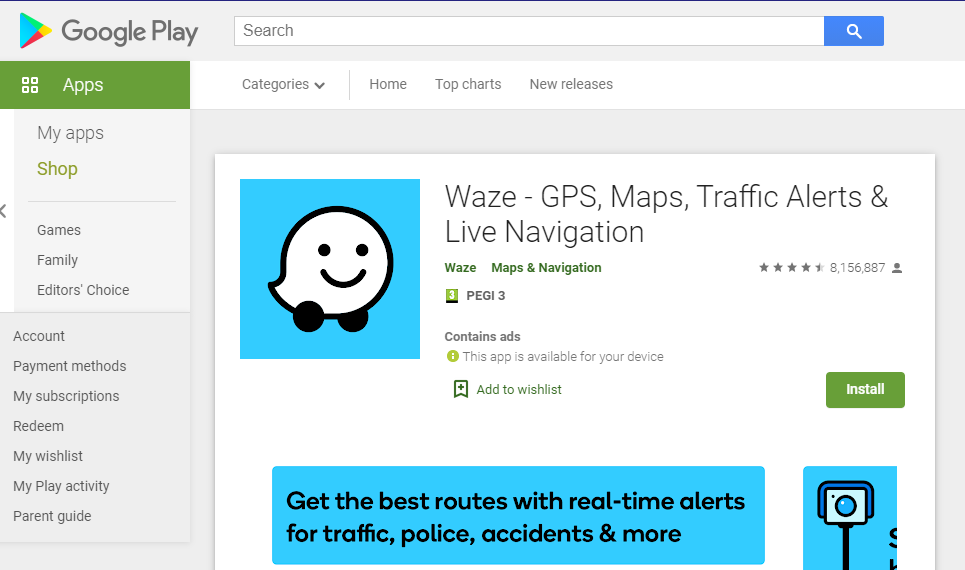 Google Play
Search
Apps
Categories
Home
Top charts
New releases
My apps
Shop
Games
Family
Editors' Choice
Account
Payment methods
My subscriptions
Redeem
My wishlist
My Play activity
Parent guide
Waze - GPS, Maps, Traffic Alerts &
Live Navigation
Waze Maps & Navigation
8,156,887
3 PEGI 3
Contains ads
This app is available for your device
Add to wishlist
Install
Get the best routes with real-time alerts
for traffic, police, accidents & more